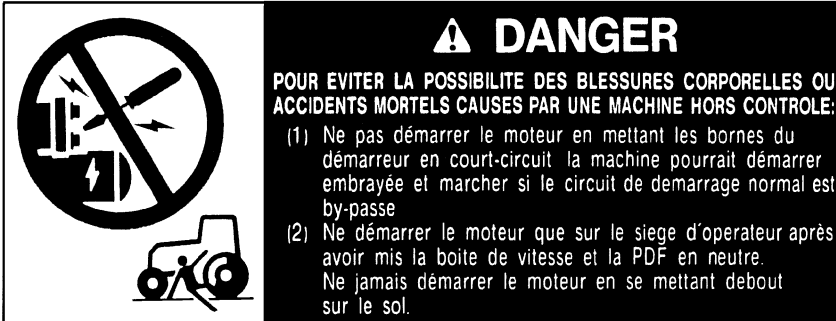 DANGER
POUR EVITER LA POSSIBILITE DES BLESSURES CORPORELLES OU
ACCIDENTS MORTELS CAUSES PAR UNE MACHINE HORS CONTROLE:
(1) Ne pas démarrer le moteur en mettant les bornes du
démarreur en court-circuit la machine pourrait démarrer
embrayée et marcher si le circuit de demarrage normal est
by-passe
(2) Ne démarrer le moteur que sur le siege d'operateur après
avoir mis la boite de vitesse et la PDF en neutre.
Ne jamais démarrer le moteur en se mettant debout
sur le sol.